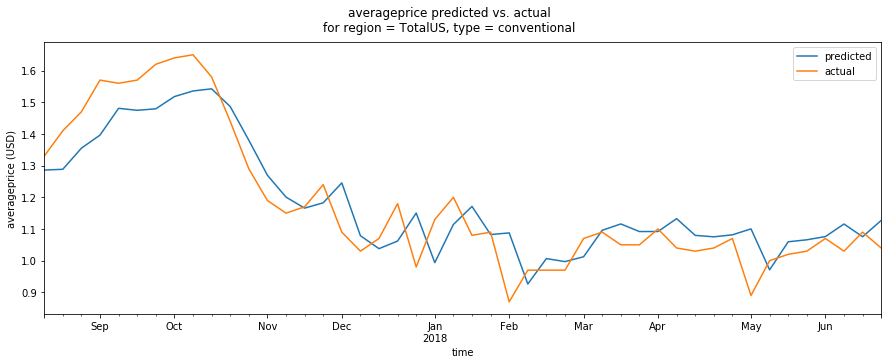 averageprice predicted vs. actual
for region = TotalUS, type = conventional
predicted
actual
averageprice (USD)
1.6
1.5
1.4
1.3
1.2
1.1
1.0
0.9
Sep Oct Nov Dec Jan Feb Mar Apr May Jun
2018
time